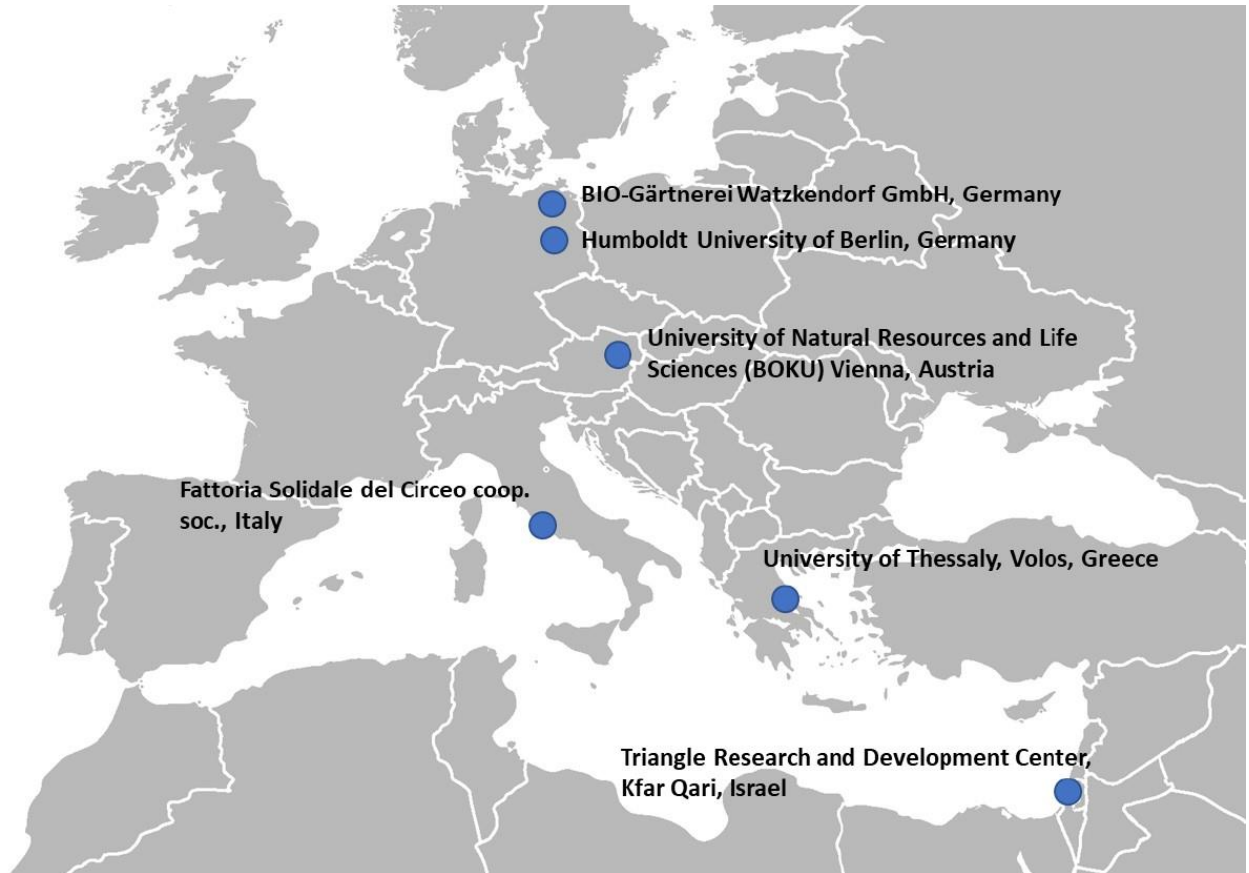 BIO-Gärtnerei Watzkendorf GmbH, Germany
Humboldt University of Berlin, Germany
University of Natural Resources and Life
Sciences (BOKU) Vienna, Austria
Fattoria Solidale del Circeo coop.
soc., Italy
University of Thessaly, Volos, Greece
Triangle Research and Development Center,
Kfar Qari, Israel